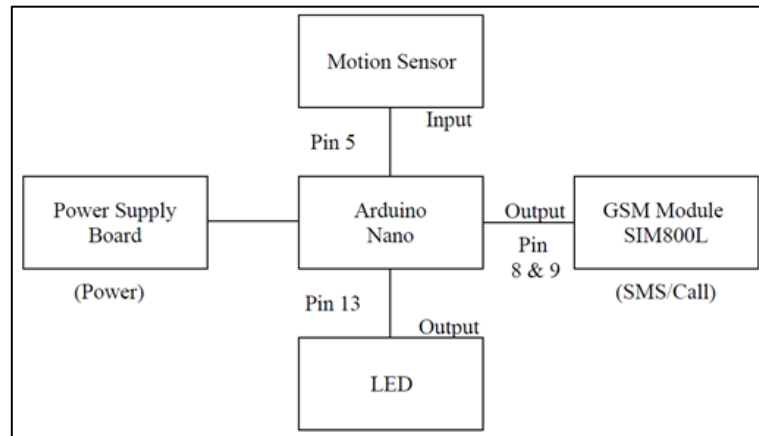 Motion Sensor
Input
Pin 5
Power Supply
Board
(Power)
Arduino
Nano
Output
Pin
8 & 9
GSM Module
SIM800L
(SMS/Call)
Pin 13
Output
LED